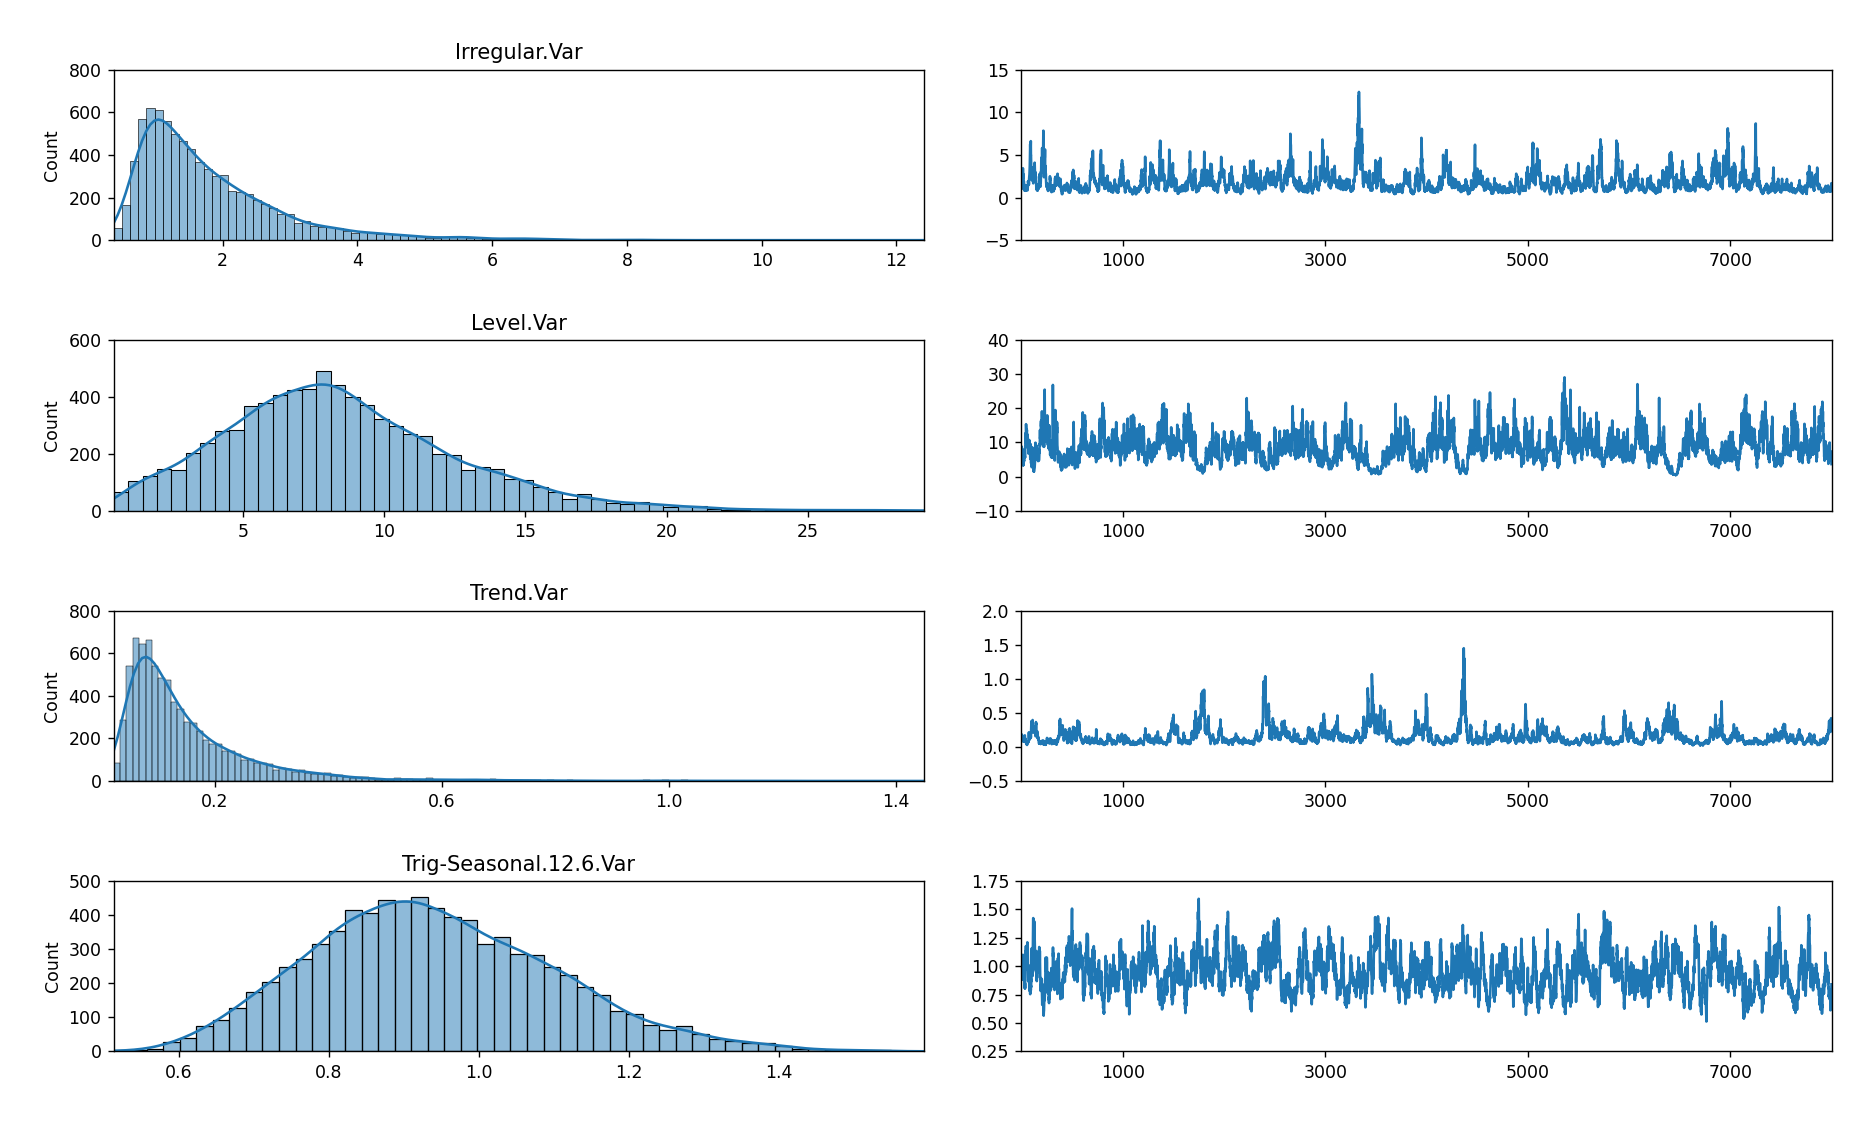 Irregular.Var
800
600
400
200
0
Count
2 4 6 8 10 12
15
10
5
0
−5
1000 3000 5000 7000
Level.Var
600
400
200
0
Count
5 10 15 20 25
40
30
20
10
0
−10
1000 3000 5000 7000
Trend.Var
800
600
400
200
0
Count
0.2 0.6 1.0 1.4
2.0
1.5
1.0
0.5
0.0
−0.5
1000 3000 5000 7000
Trig-Seasonal.12.6.Var
500
400
300
200
100
0
Count
0.6 0.8 1.0 1.2 1.4
1.75
1.50
1.25
1.00
0.75
0.50
0.25
1000 3000 5000 7000